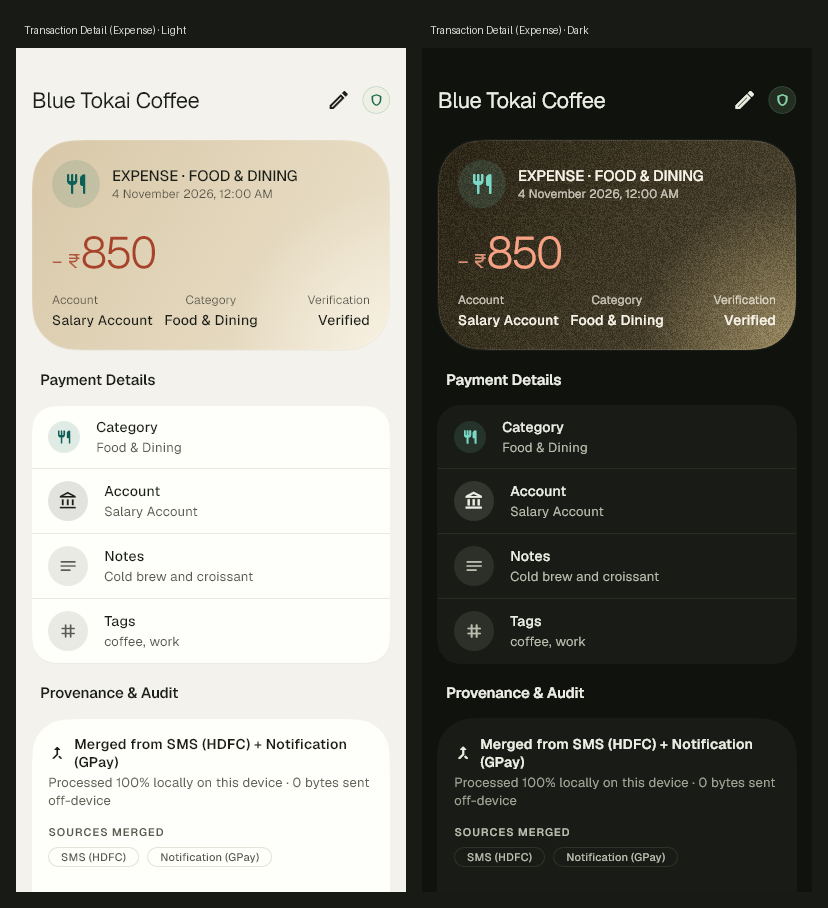 Transaction Detail (Expense) · Light
Blue Tokai Coffee
EXPENSE · FOOD & DINING
4 November 2026, 12:00 AM
– ₹850
Account Category Verification
Salary Account Food & Dining Verified
Payment Details
Category
Food & Dining
Account
Salary Account
Notes
Cold brew and croissant
Tags
coffee, work
Provenance & Audit
Merged from SMS (HDFC) + Notification
(GPay)
Processed 100% locally on this device · 0 bytes sent
off-device
SOURCES MERGED
SMS (HDFC) Notification (GPay)
Transaction Detail (Expense) · Dark
Blue Tokai Coffee
EXPENSE · FOOD & DINING
4 November 2026, 12:00 AM
– ₹850
Account Category Verification
Salary Account Food & Dining Verified
Payment Details
Category
Food & Dining
Account
Salary Account
Notes
Cold brew and croissant
Tags
coffee, work
Provenance & Audit
Merged from SMS (HDFC) + Notification
(GPay)
Processed 100% locally on this device · 0 bytes sent
off-device
SOURCES MERGED
SMS (HDFC) Notification (GPay)